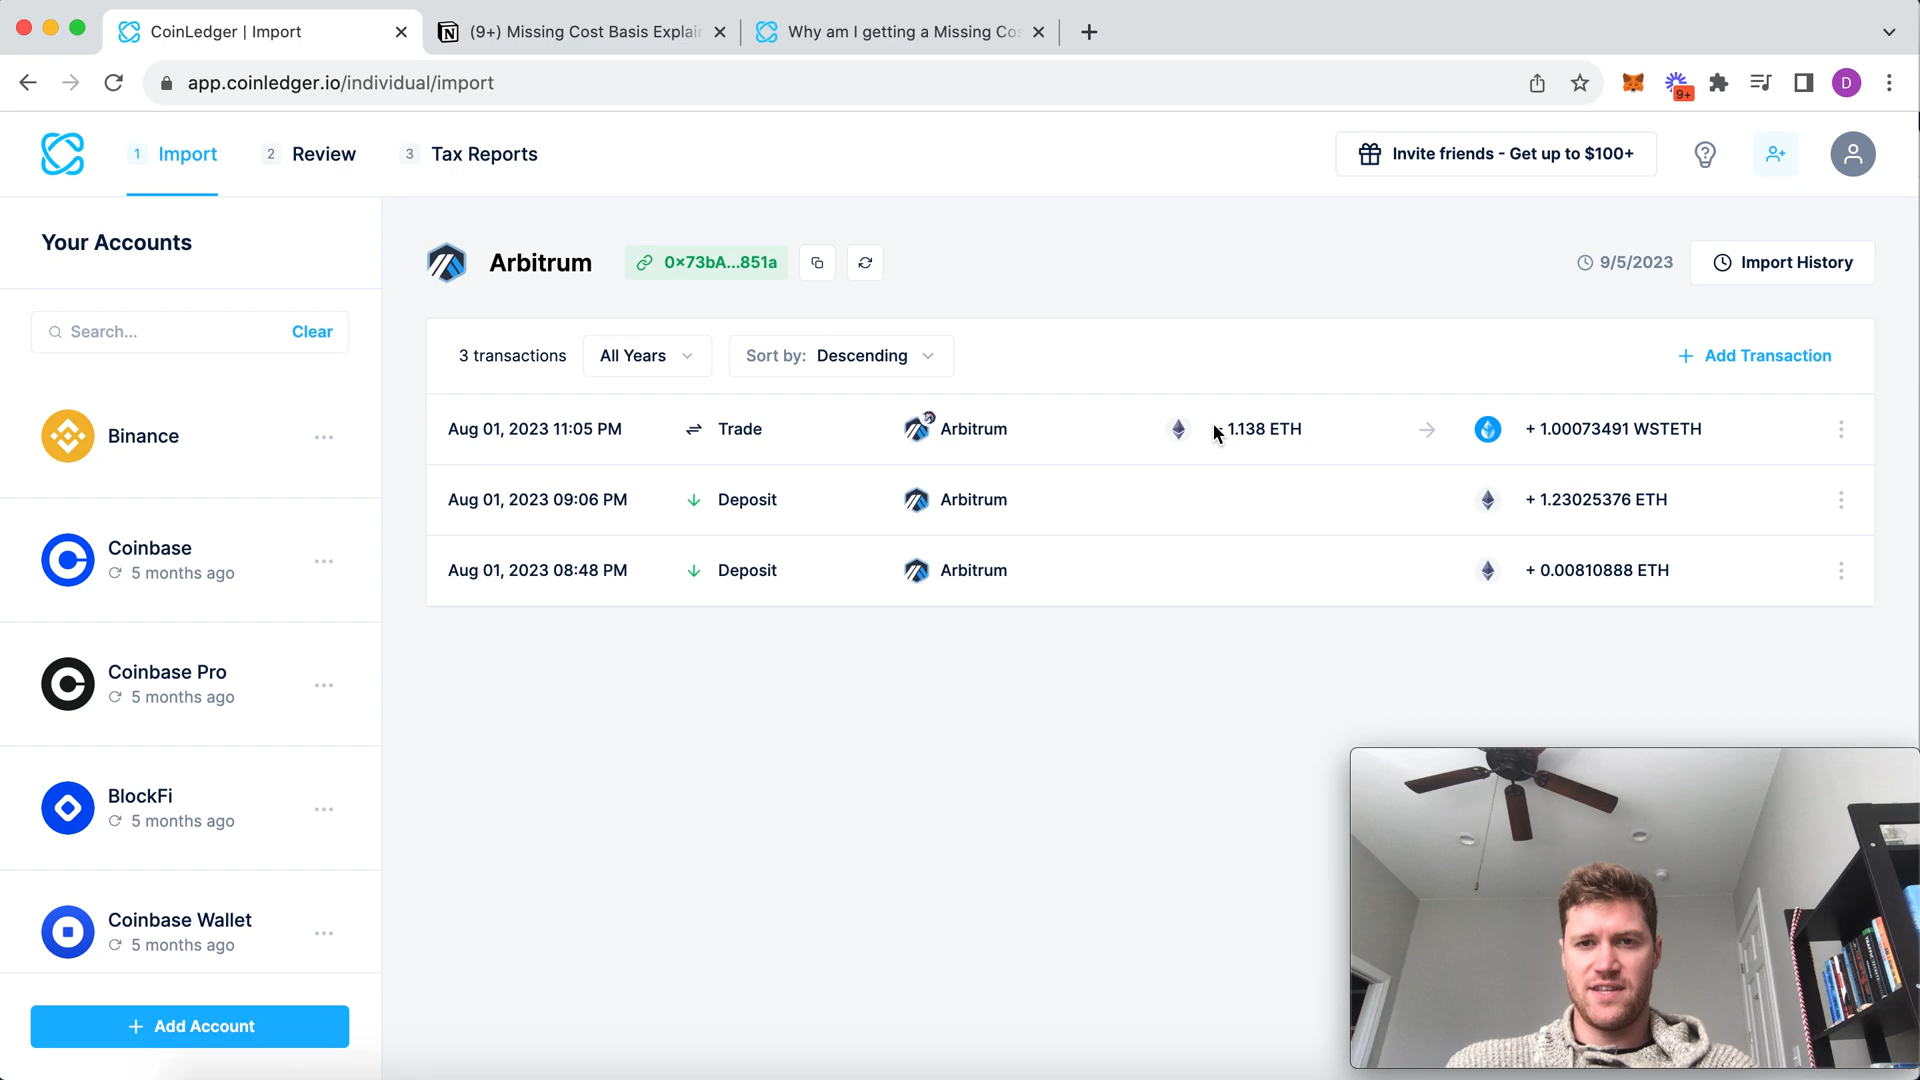 CoinLedger | Import
(9+) Missing Cost Basis Explai
Why am I getting a Missing Co
app.coinledger.io/individual/import
9+
D
1 Import
2 Review
3 Tax Reports
Invite friends - Get up to $100+
Your Accounts
Arbitrum
0×73bA...851a
9/5/2023
Import History
Search...
Clear
3 transactions
All Years
Sort by: Descending
Add Transaction
Aug 01, 2023 11:05 PM Trade Arbitrum 1.138 ETH + 1.00073491 WSTETH
Aug 01, 2023 09:06 PM Deposit Arbitrum + 1.23025376 ETH
Aug 01, 2023 08:48 PM Deposit Arbitrum + 0.00810888 ETH
Binance
Coinbase
5 months ago
Coinbase Pro
5 months ago
BlockFi
5 months ago
Coinbase Wallet
5 months ago
+ Add Account